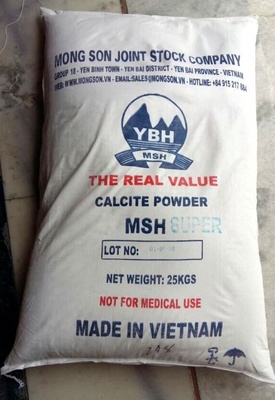 MONG SON JOINT STOCK COMPANY
GROUP 18 - YEN BINH TOWN - YEN BAI DISTRICT - YEN BAI PROVINCE - VIETNAM
WEB: WWW.MONGSON.VN - EMAIL:SALES@MONGSON.VN - HOTLINE: +84 915 217 884
YBH
MSH
THE REAL VALUE
CALCITE POWDER
MSH SUPER
LOT NO:
NET WEIGHT: 25KGS
NOT FOR MEDICAL USE
MADE IN VIETNAM